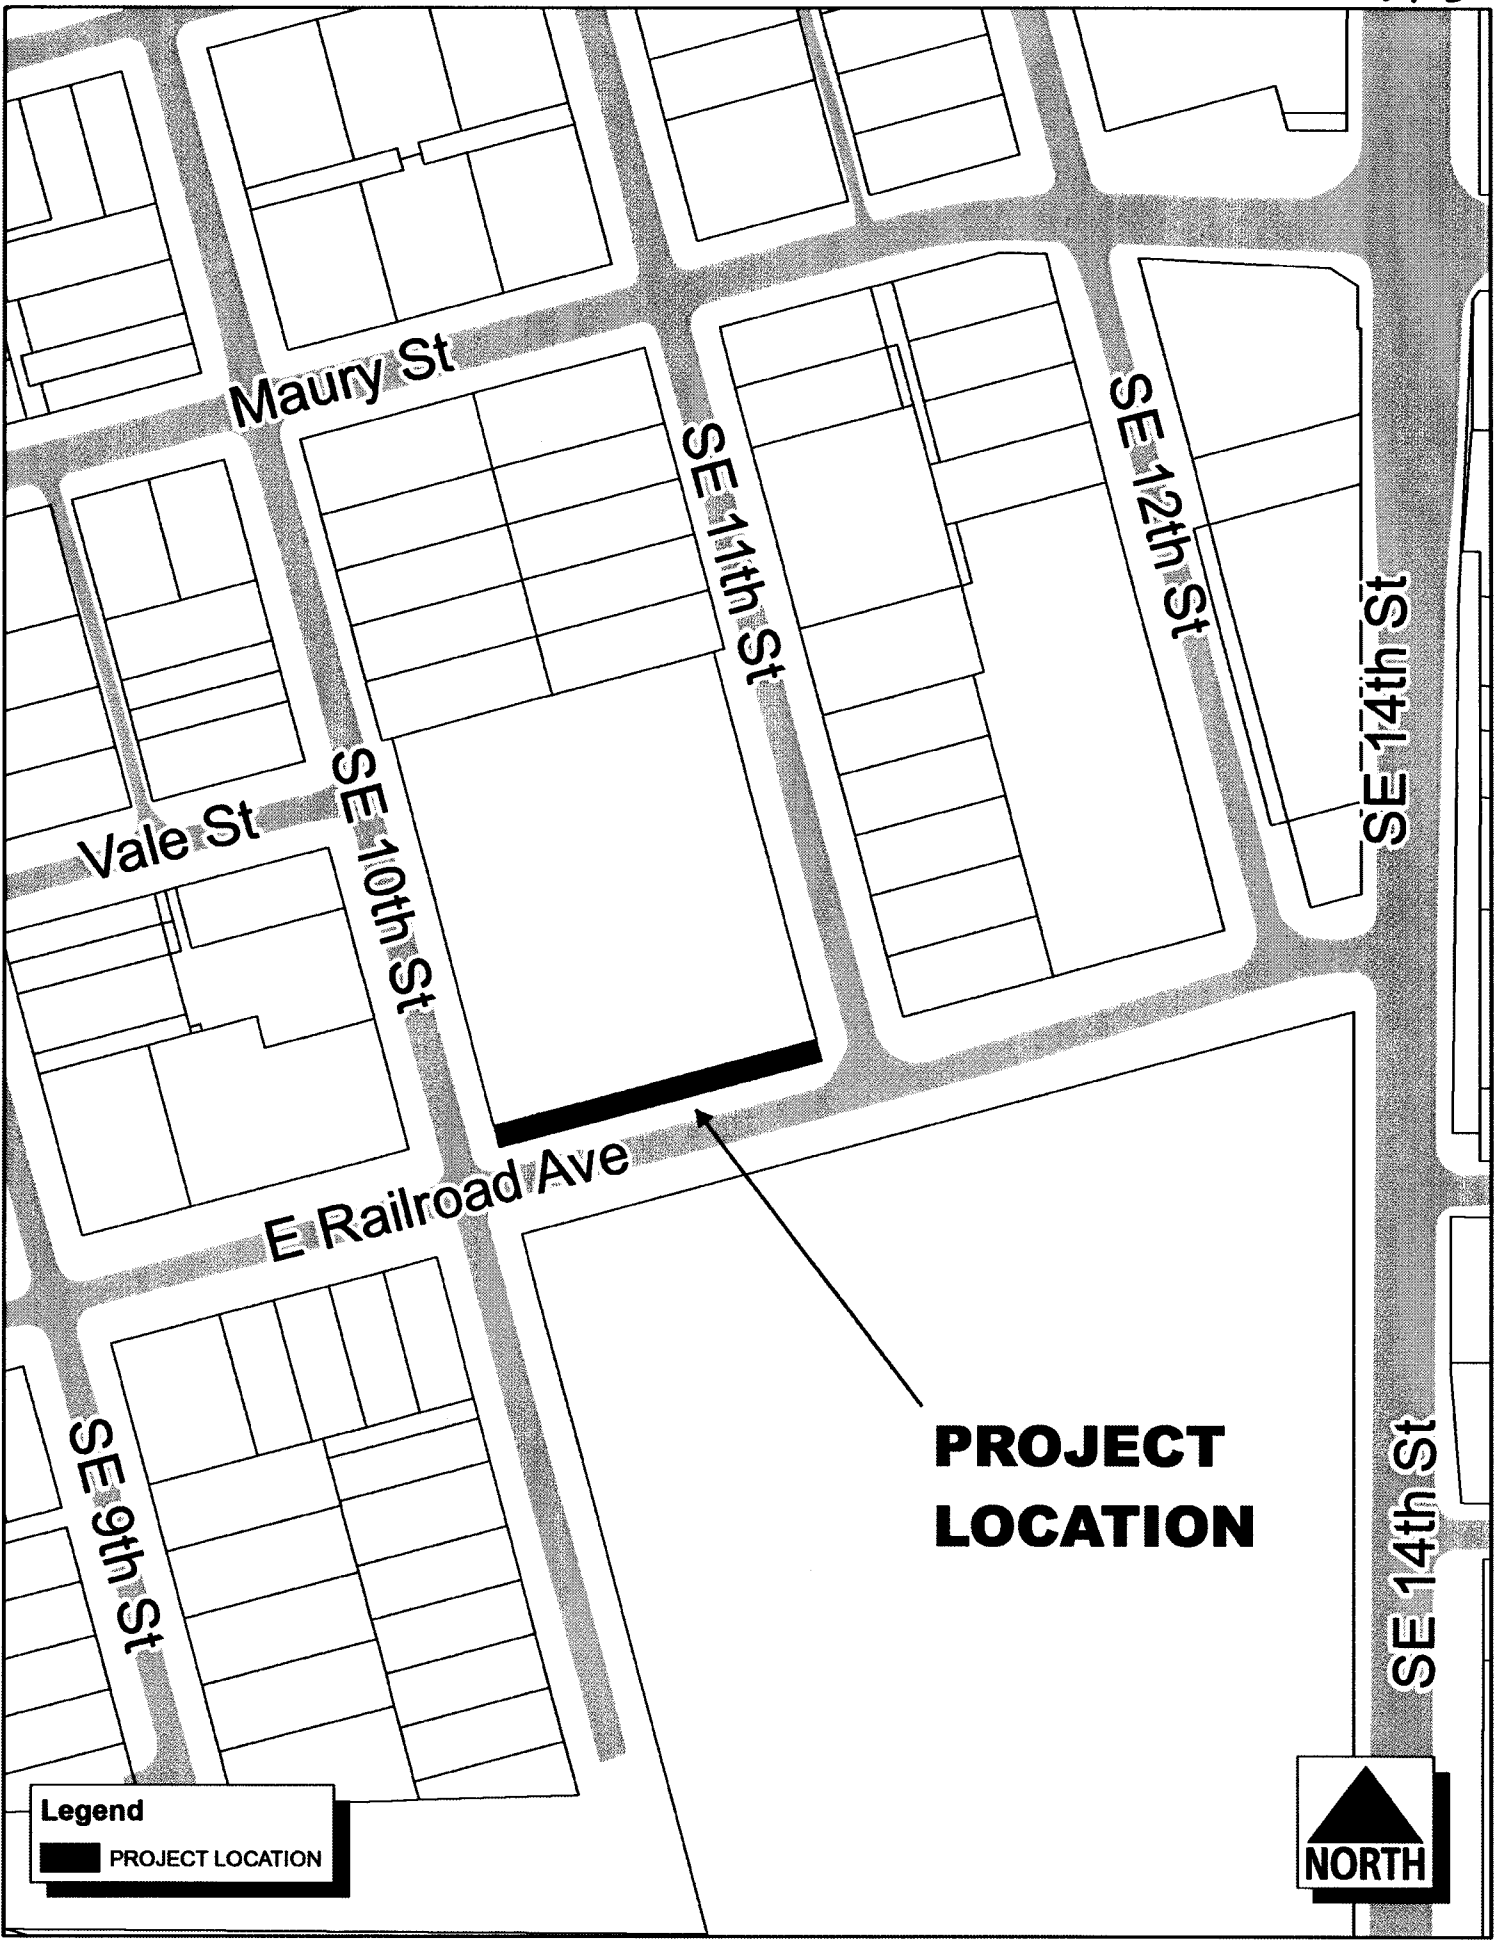 Maury St
SE 11th St
SE 12th St
SE 14th St
Vale St
SE 10th St
E Railroad Ave
PROJECT
LOCATION
SE 9th St
SE 14th St
Legend
PROJECT LOCATION
NORTH